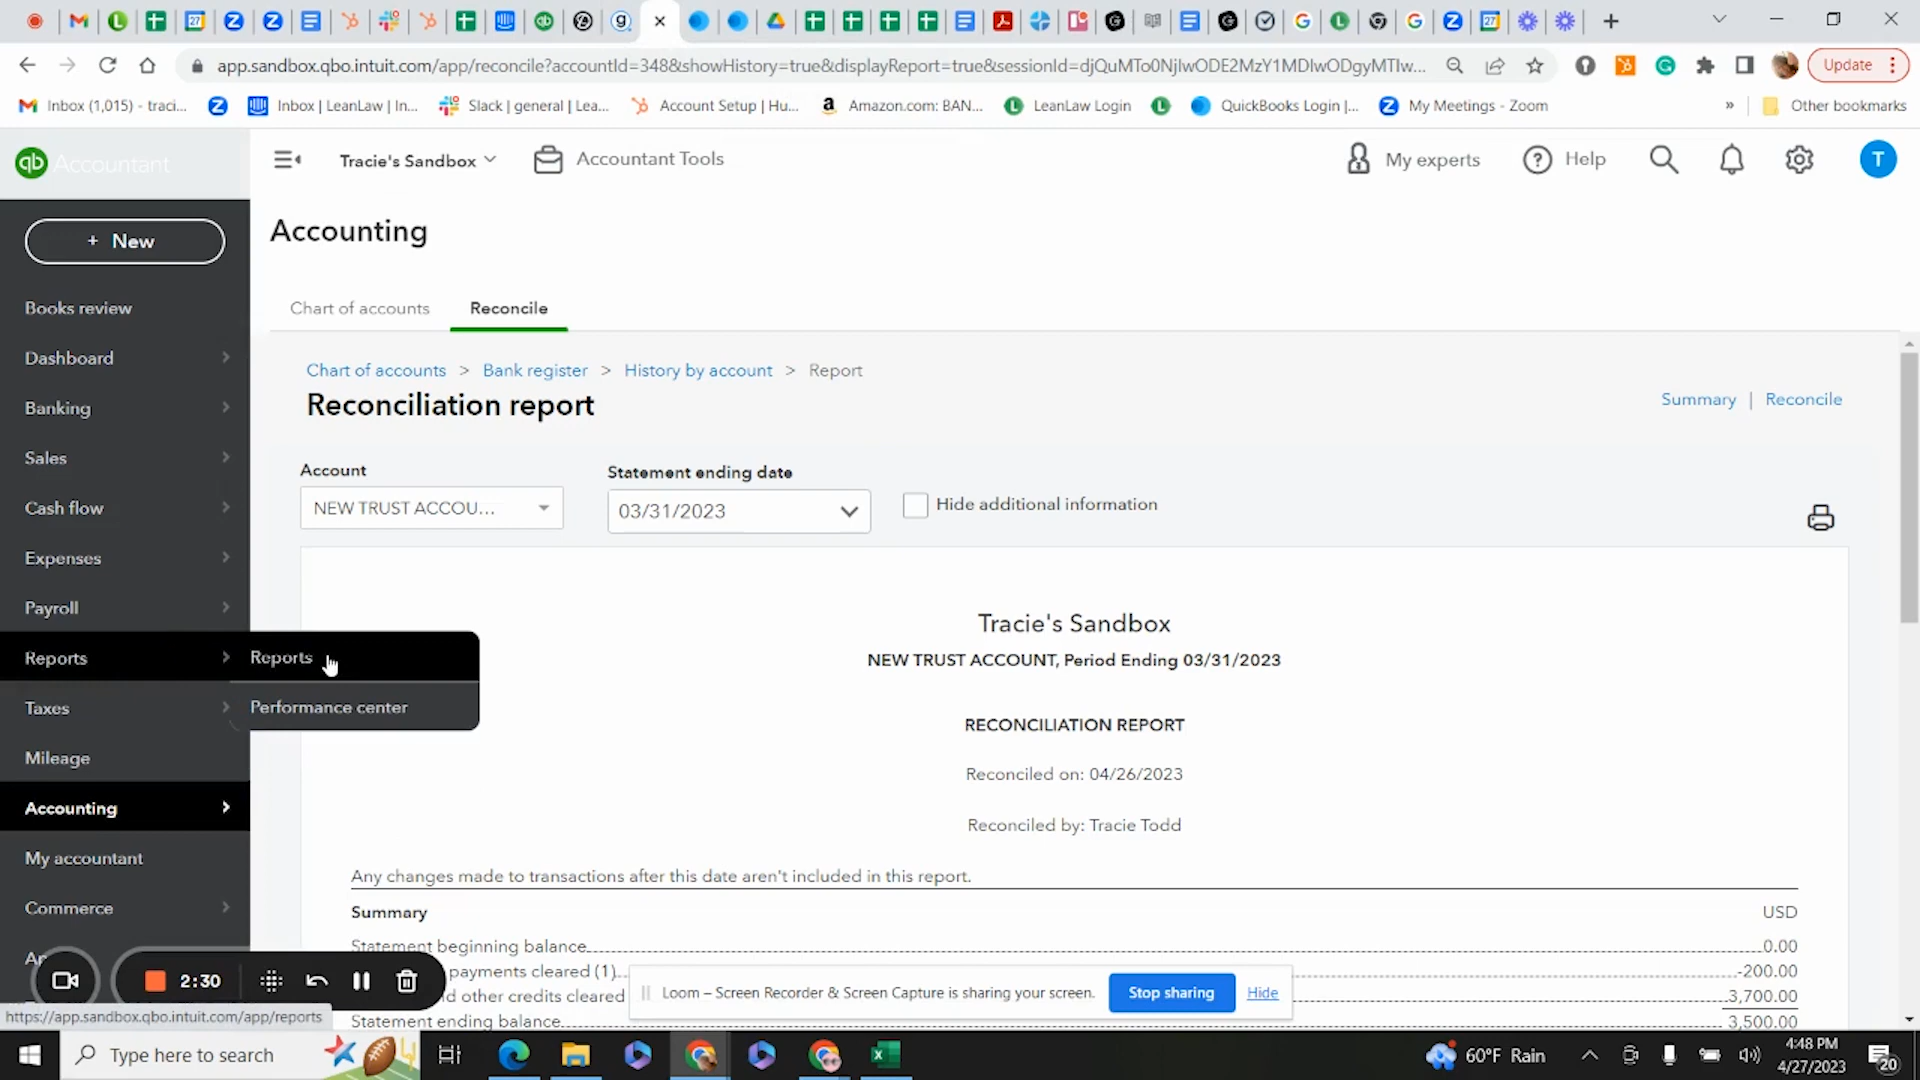 app.sandbox.qbo.intuit.com/app/reconcile?accountId=348&showHistory=true&displayReport=true&sessionId=djQuMTo0NjIwODE2MzY1MDIwODgyMTIw...
Update
Inbox (1,015) - traci...
Inbox | LeanLaw | In...
Slack | general | Lea...
Account Setup | Hu...
Amazon.com: BAN...
LeanLaw Login
QuickBooks Login |...
My Meetings - Zoom
»
Other bookmarks
qb Accountant
Tracie's Sandbox
Accountant Tools
My experts
Help
T
+ New
Accounting
Books review
Chart of accounts
Reconcile
Dashboard
Chart of accounts > Bank register > History by account > Report
Reconciliation report
Summary | Reconcile
Banking
Sales
Account
Statement ending date
NEW TRUST ACCOU...
03/31/2023
Hide additional information
Cash flow
Expenses
Payroll
Tracie's Sandbox
Reports
Reports
NEW TRUST ACCOUNT, Period Ending 03/31/2023
Taxes
Performance center
RECONCILIATION REPORT
Mileage
Reconciled on: 04/26/2023
Accounting
Reconciled by: Tracie Todd
My accountant
Any changes made to transactions after this date aren't included in this report.
Commerce
Summary
USD
Statement beginning balance
0.00
Ap
2:30
payments cleared (1)
-200.00
d other credits cleared
3,700.00
Loom – Screen Recorder & Screen Capture is sharing your screen.
Stop sharing
Hide
https://app.sandbox.qbo.intuit.com/app/reports
Statement ending balance
3,500.00
Type here to search
60°F Rain
4:48 PM
4/27/2023
20